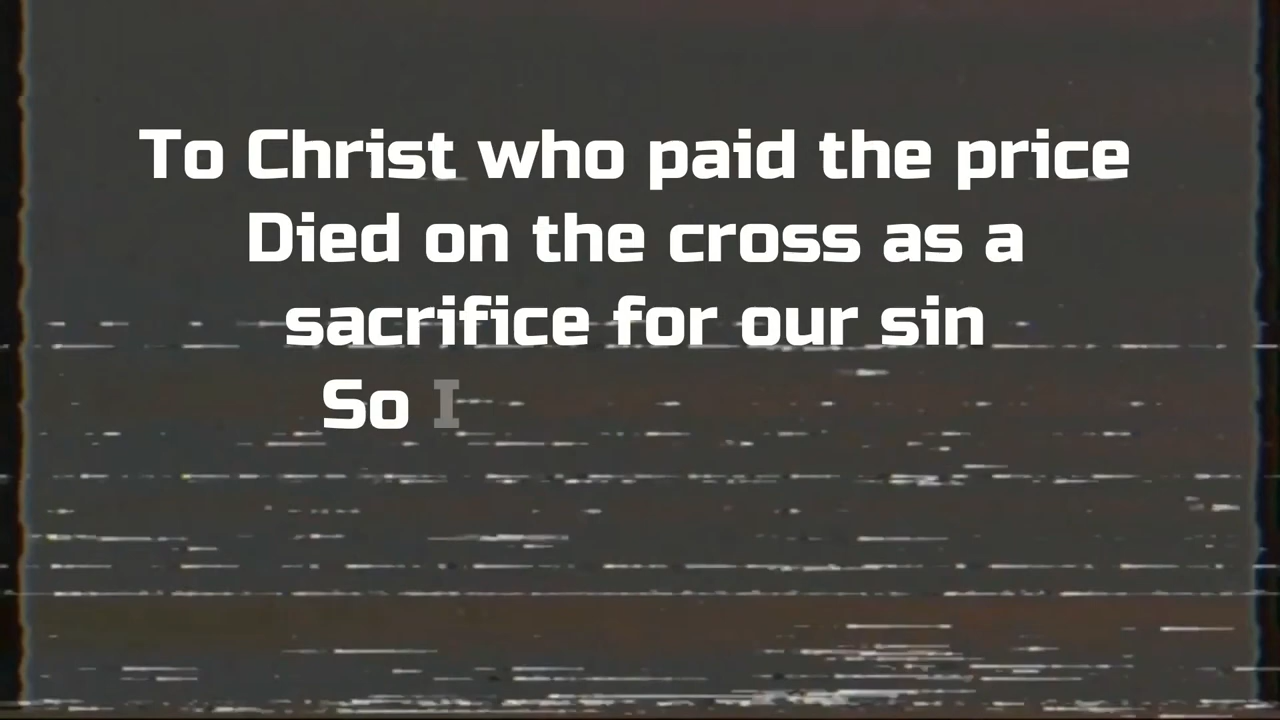 To Christ who paid the price
Died on the cross as a
sacrifice for our sin
So I